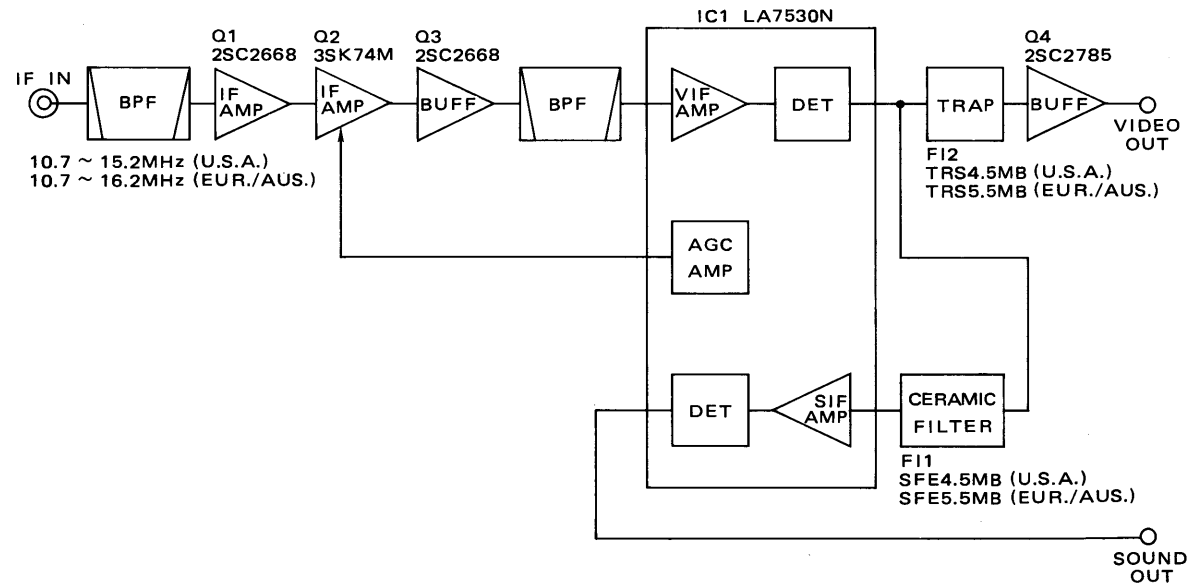 IC1 LA7530N
Q1
2SC2668
Q2
3SK74M
Q3
2SC2668
Q4
2SC2785
IF IN
BPF
IF
AMP
IF
AMP
BUFF
BPF
VIF
AMP
DET
TRAP
BUFF
VIDEO
OUT
10.7 ~ 15.2MHz (U.S.A.)
10.7 ~ 16.2MHz (EUR./AUS.)
FI2
TRS4.5MB (U.S.A.)
TRS5.5MB (EUR./AUS.)
AGC
AMP
DET
SIF
AMP
CERAMIC
FILTER
FI1
SFE4.5MB (U.S.A.)
SFE5.5MB (EUR./AUS.)
SOUND
OUT